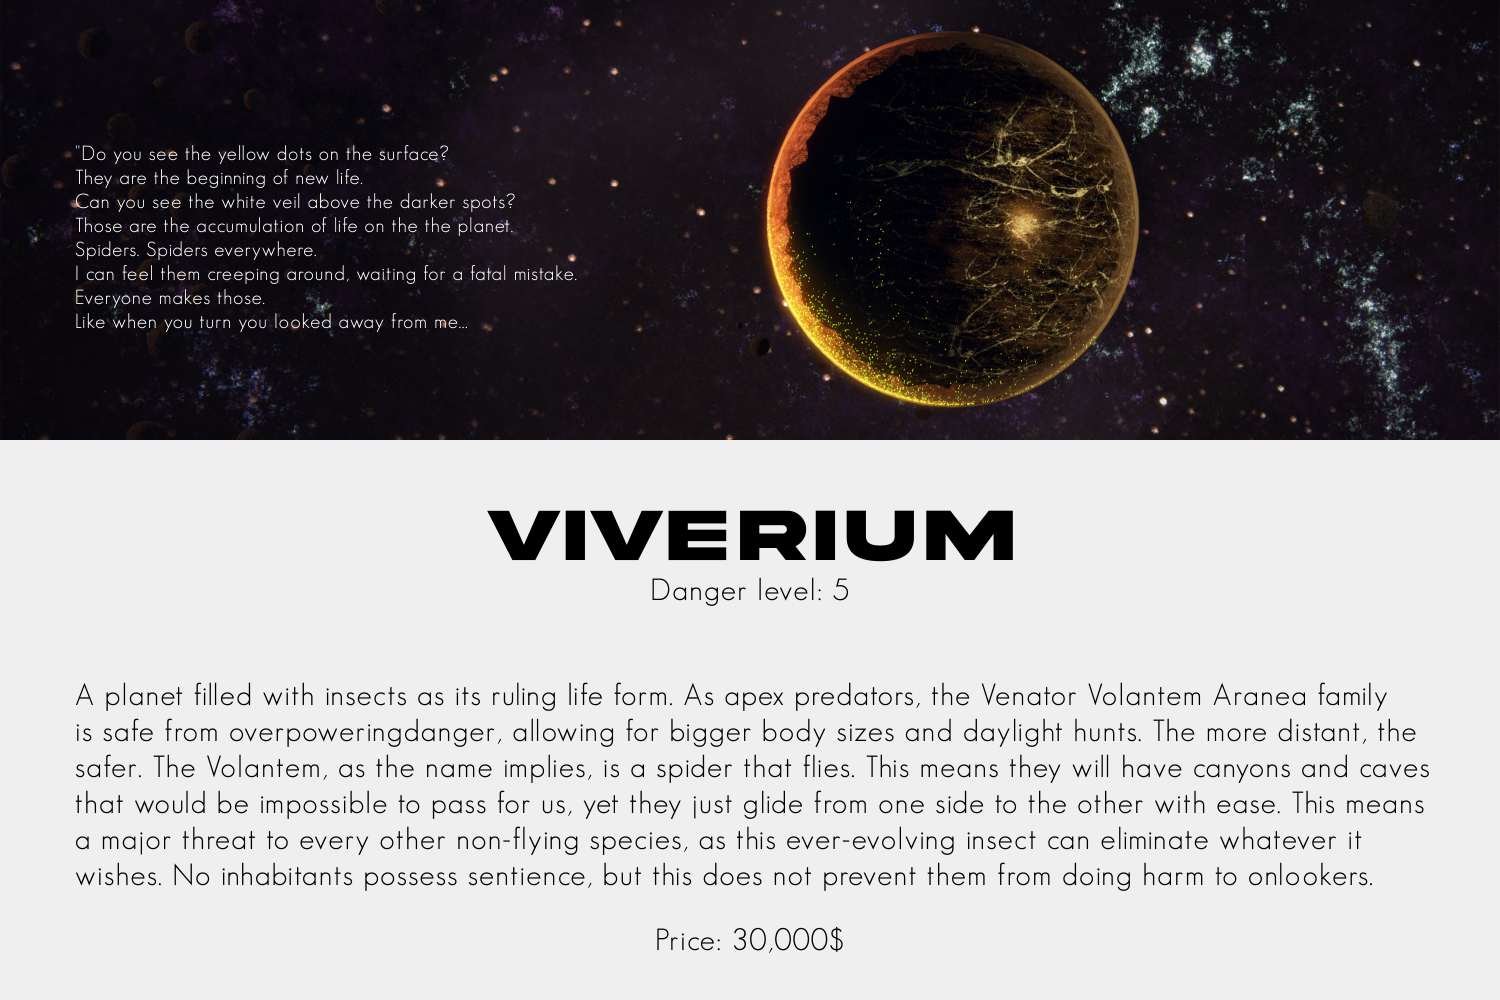 "Do you see the yellow dots on the surface?
They are the beginning of new life.
Can you see the white veil above the darker spots?
Those are the accumulation of life on the the planet.
Spiders. Spiders everywhere.
I can feel them creeping around, waiting for a fatal mistake.
Everyone makes those.
Like when you turn you looked away from me...
VIVERIUM
Danger level: 5
A planet filled with insects as its ruling life form. As apex predators, the Venator Volantem Aranea family
is safe from overpoweringdanger, allowing for bigger body sizes and daylight hunts. The more distant, the
safer. The Volantem, as the name implies, is a spider that flies. This means they will have canyons and caves
that would be impossible to pass for us, yet they just glide from one side to the other with ease. This means
a major threat to every other non-flying species, as this ever-evolving insect can eliminate whatever it
wishes. No inhabitants possess sentience, but this does not prevent them from doing harm to onlookers.
Price: 30,000$